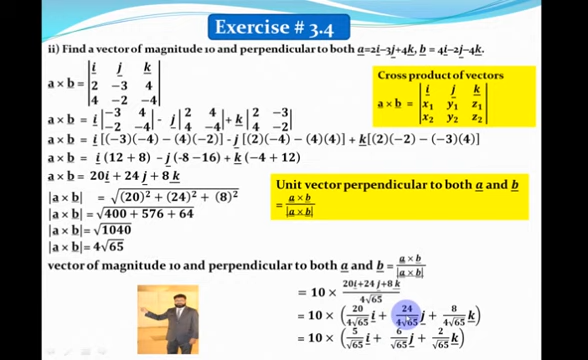 Exercise # 3.4
ii) Find a vector of magnitude 10 and perpendicular to both a=2i−3j+4k, b = 4i−2j−4k.
a × b = | i j k |
| 2 −3 4 |
| 4 −2 −4 |
Cross product of vectors
a × b = | i j k |
| x₁ y₁ z₁ |
| x₂ y₂ z₂ |
a × b = i |−3 4; −2 −4| - j |2 4; 4 −4| + k |2 −3; 4 −2|
a × b = i [(−3)(−4) − (4)(−2)] - j [(2)(−4) − (4)(4)] + k[(2)(−2) − (−3)(4)]
a × b = i (12 + 8) − j (-8 −16) + k (−4 + 12)
a × b = 20i + 24 j + 8 k
Unit vector perpendicular to both a and b
= a × b / |a × b|
|a × b| = √(20)² + (24)² + (8)²
|a × b| = √400 + 576 + 64
|a × b|= √1040
|a × b|= 4√65
vector of magnitude 10 and perpendicular to both a and b = a × b / |a × b|
= 10 × 20i+24 j+8 k / 4√65
= 10 × (20/4√65 i + 24/4√65 j + 8/4√65 k)
= 10 × (5/√65 i + 6/√65 j + 2/√65 k)